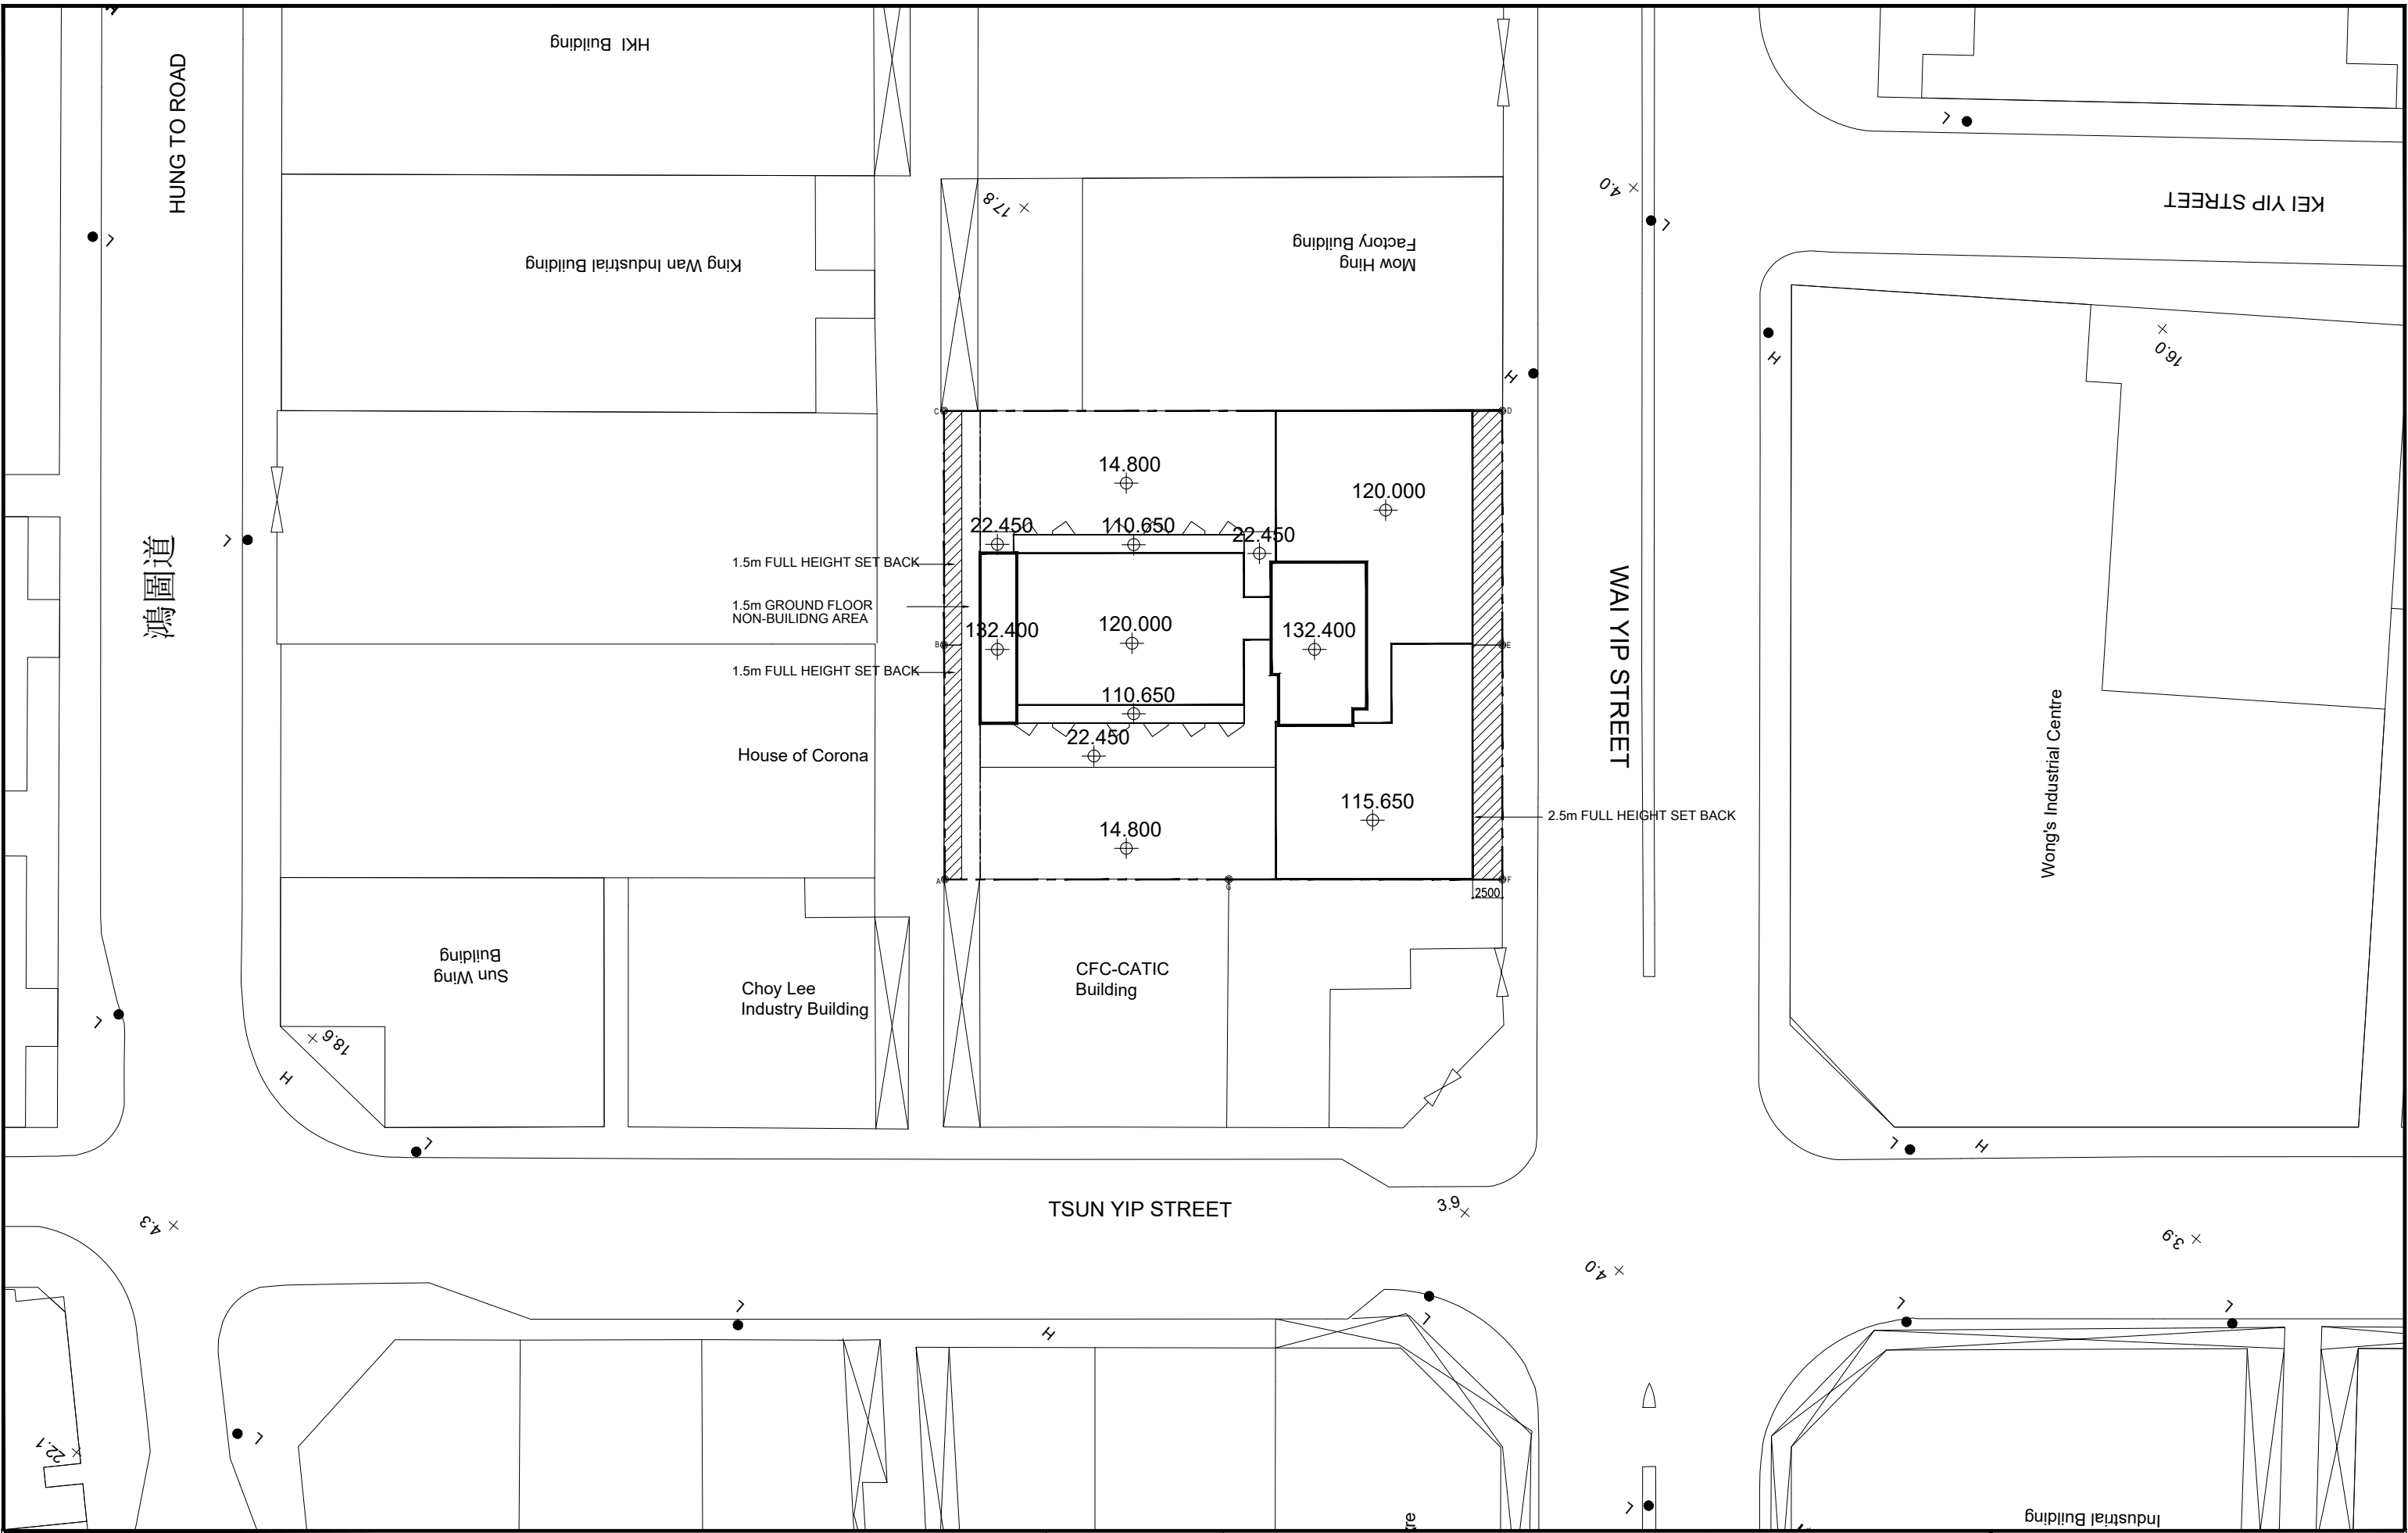 HKI Building
HUNG TO ROAD
17.8
4.0
L
KEI YIP STREET
L
L
King Wan Industrial Building
Mow Hing
Factory Building
H
H
16.0
C
D
14.800
120.000
22.450
110.650
22.450
L
鴻圖道
1.5m FULL HEIGHT SET BACK
1.5m GROUND FLOOR
NON-BUILIDNG AREA
132.400
120.000
132.400
WAI YIP STREET
B
E
1.5m FULL HEIGHT SET BACK
110.650
22.450
House of Corona
Wong's Industrial Centre
14.800
115.650
2.5m FULL HEIGHT SET BACK
A
G
F
2500
Sun Wing
Building
Choy Lee
Industry Building
CFC-CATIC
Building
L
18.6
H
L
L
H
TSUN YIP STREET
3.9
4.3
3.9
4.0
L
H
L
L
L
22.1
L
L
Industrial Building